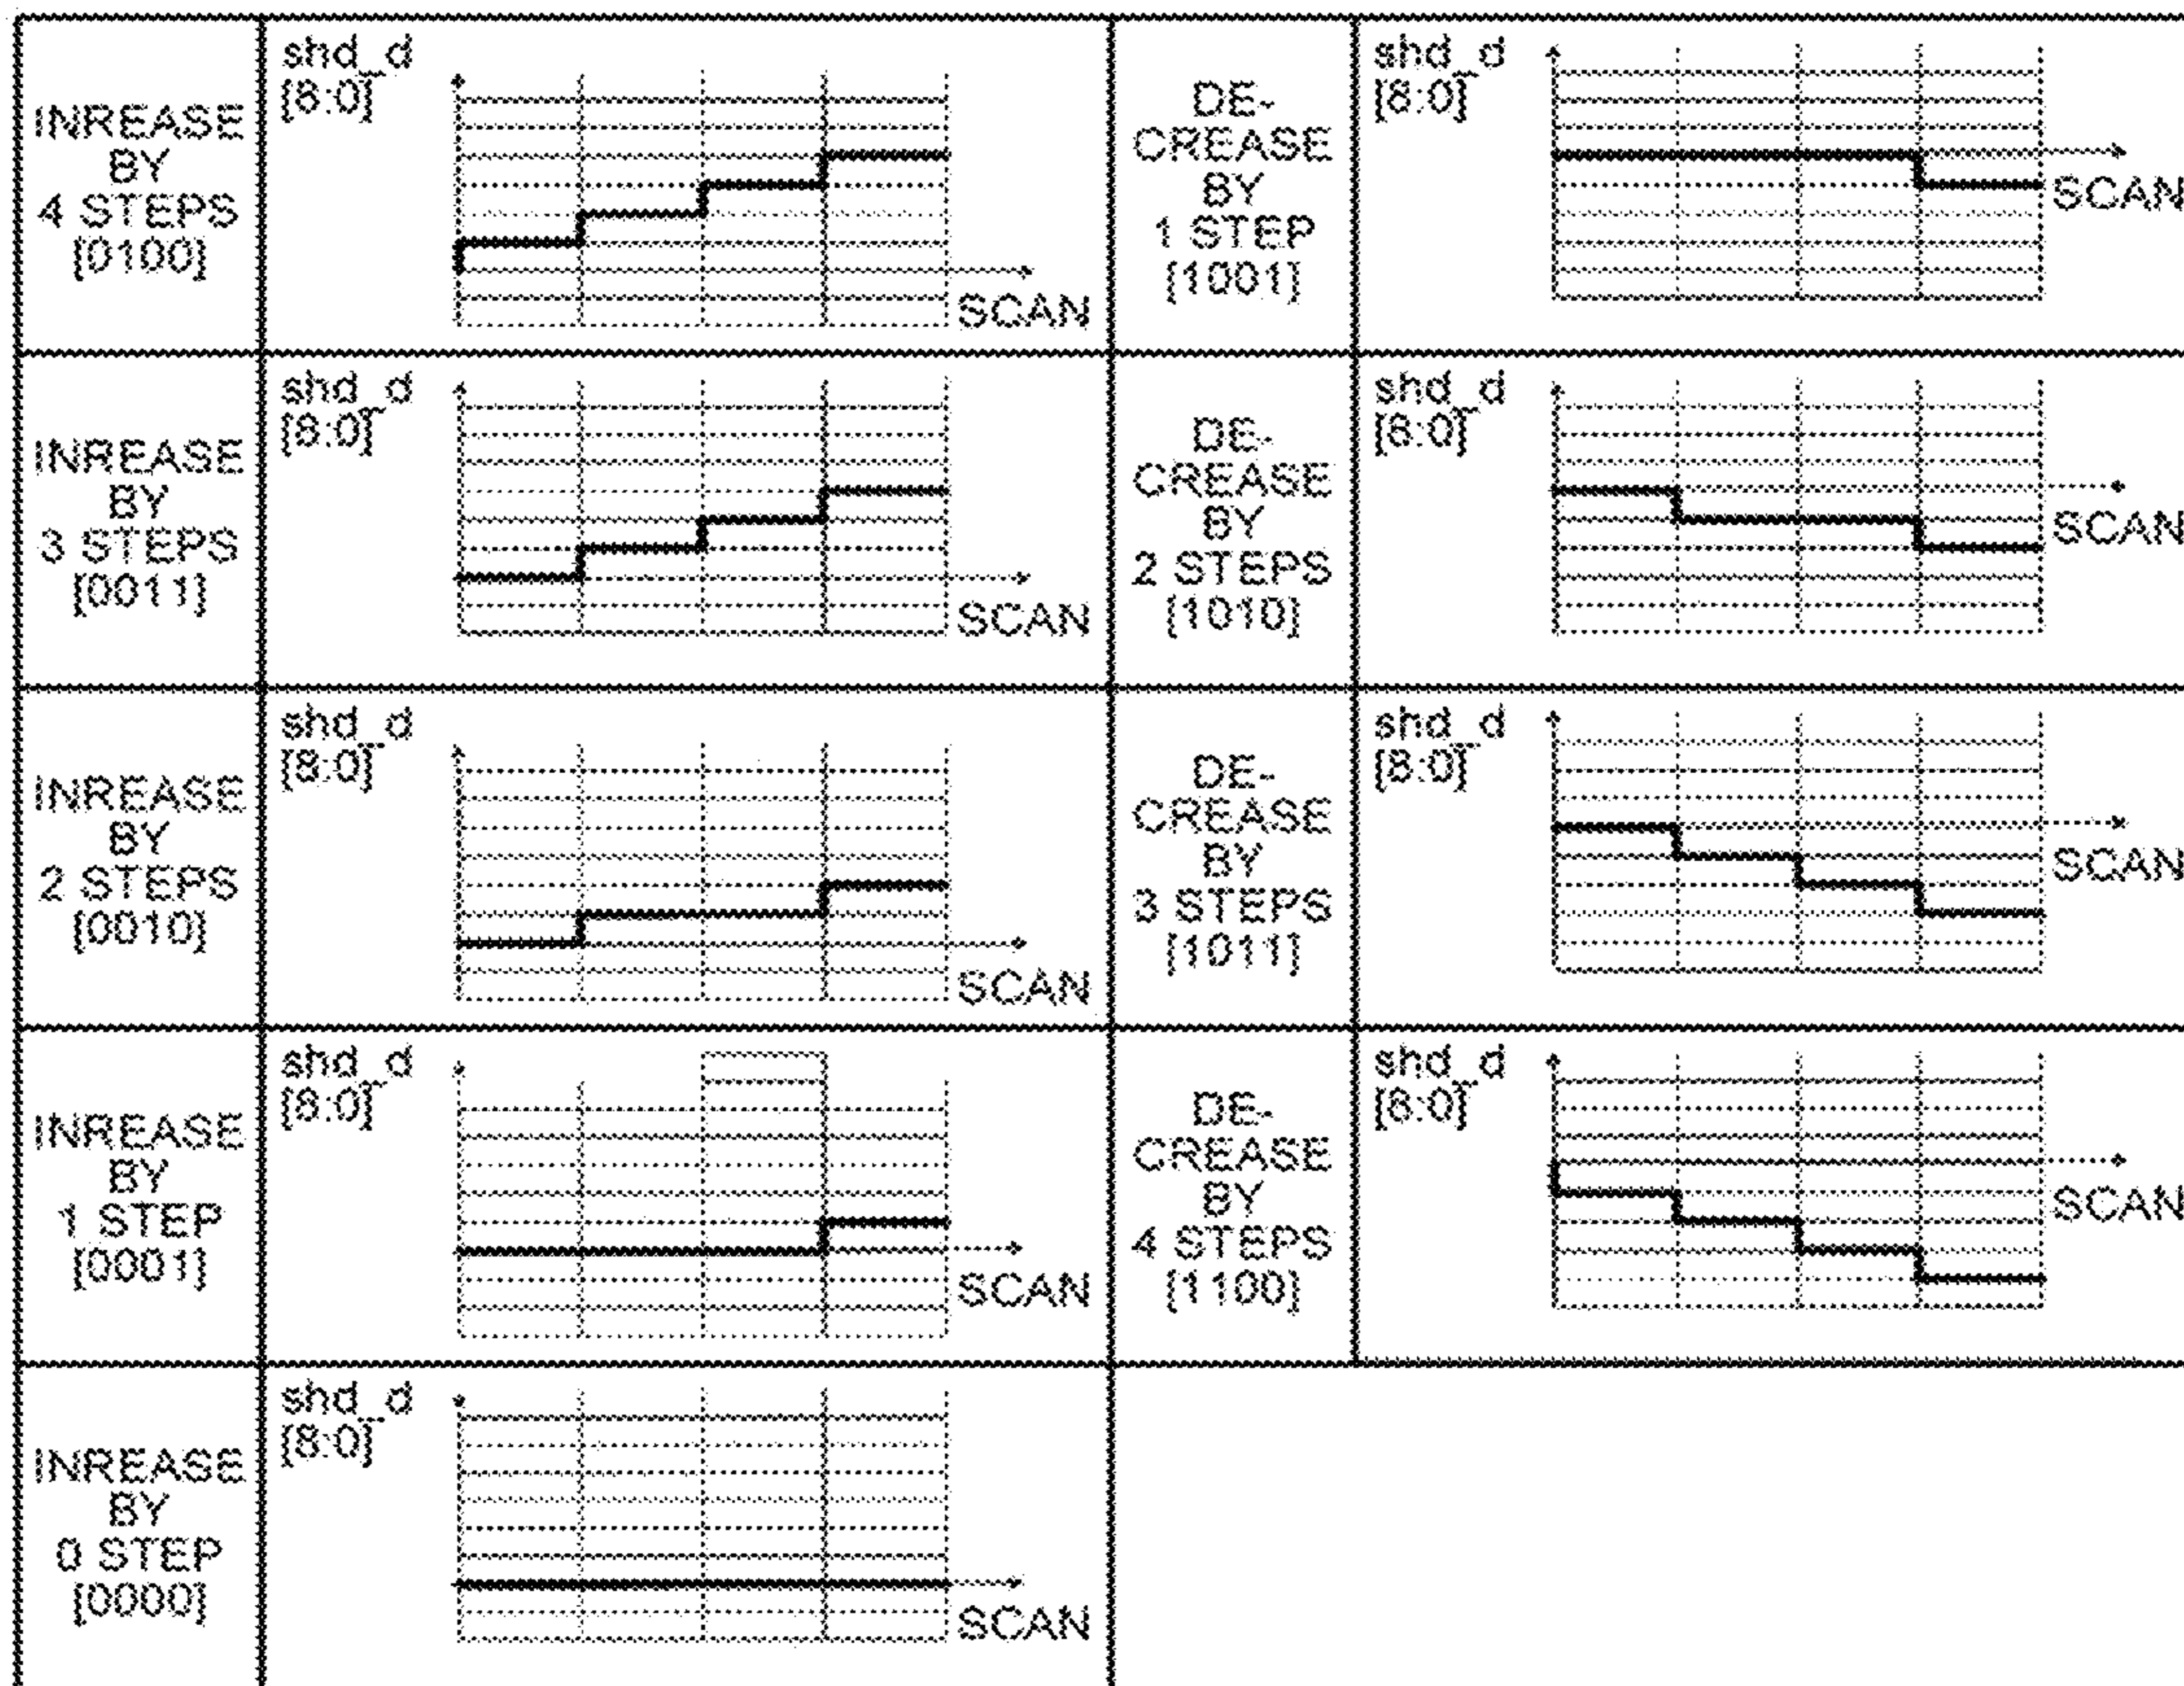 INREASE
BY
4 STEPS
[0100]
shd_d
[8:0]
SCAN
DE-
CREASE
BY
1 STEP
[1001]
shd_d
[8:0]
SCAN
INREASE
BY
3 STEPS
[0011]
shd_d
[8:0]
SCAN
DE-
CREASE
BY
2 STEPS
[1010]
shd_d
[8:0]
SCAN
INREASE
BY
2 STEPS
[0010]
shd_d
[8:0]
SCAN
DE-
CREASE
BY
3 STEPS
[1011]
shd_d
[8:0]
SCAN
INREASE
BY
1 STEP
[0001]
shd_d
[8:0]
SCAN
DE-
CREASE
BY
4 STEPS
[1100]
shd_d
[8:0]
SCAN
INREASE
BY
0 STEP
[0000]
shd_d
[8:0]
SCAN